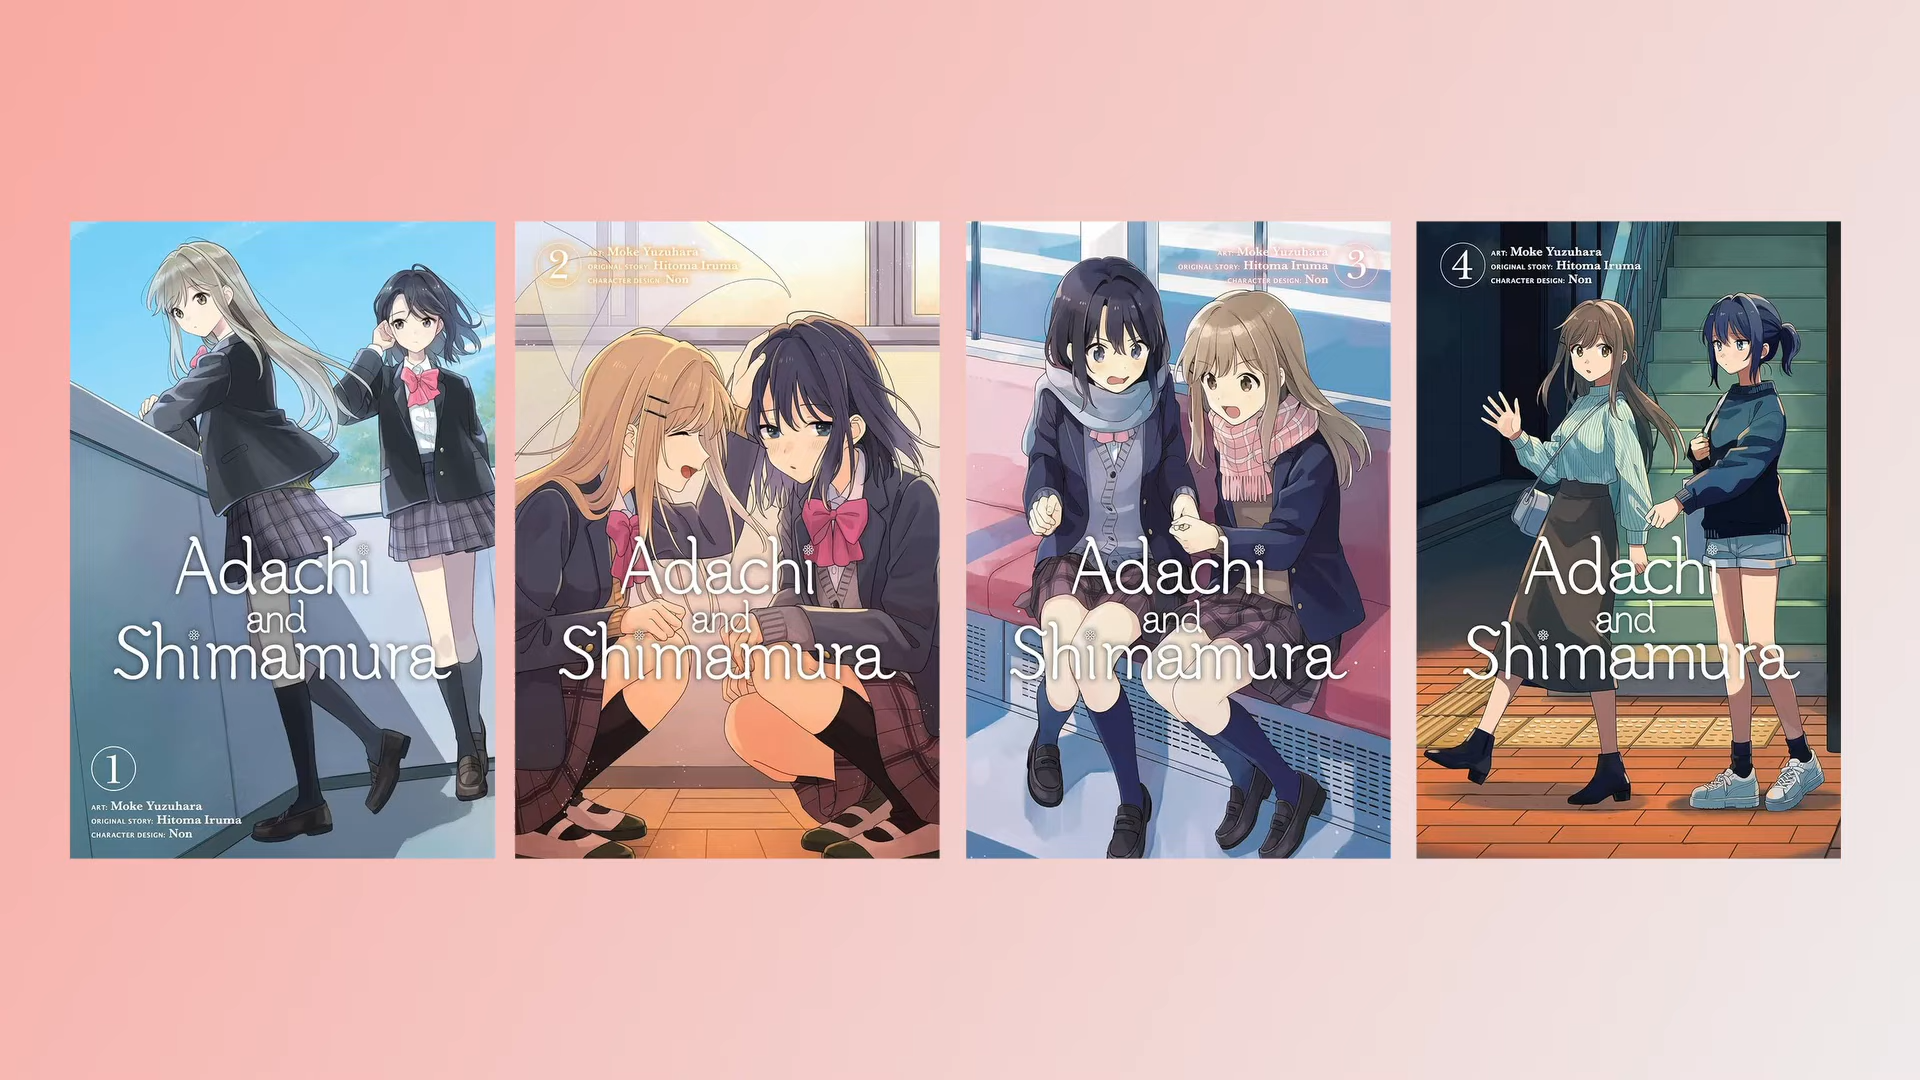 Adachi
and
Shimamura
1
ART: Moke Yuzuhara
ORIGINAL STORY: Hitoma Iruma
CHARACTER DESIGN: Non
2
ART: Moke Yuzuhara
ORIGINAL STORY: Hitoma Iruma
CHARACTER DESIGN: Non
Adachi
and
Shimamura
ART: Moke Yuzuhara
ORIGINAL STORY: Hitoma Iruma
CHARACTER DESIGN: Non
3
Adachi
and
Shimamura
4
ART: Moke Yuzuhara
ORIGINAL STORY: Hitoma Iruma
CHARACTER DESIGN: Non
Adachi
and
Shimamura